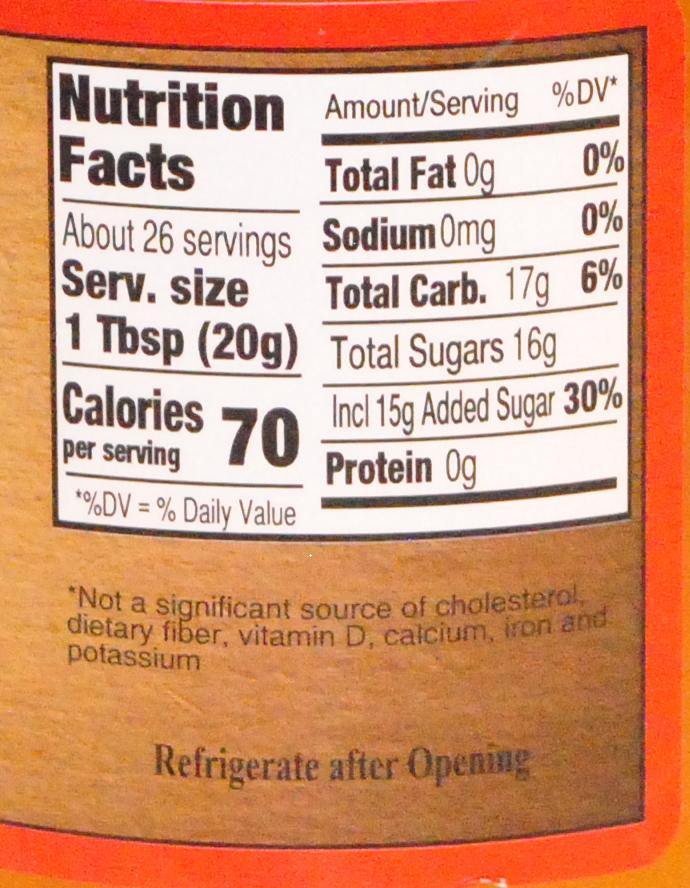 Nutrition
Facts
About 26 servings
Serv. size
1 Tbsp (20g)
Calories 70
per serving
*%DV = % Daily Value
Amount/Serving %DV*
Total Fat 0g 0%
Sodium 0mg 0%
Total Carb. 17g 6%
Total Sugars 16g
Incl 15g Added Sugar 30%
Protein 0g
*Not a significant source of cholesterol,
dietary fiber, vitamin D, calcium, iron and
potassium
Refrigerate after Opening